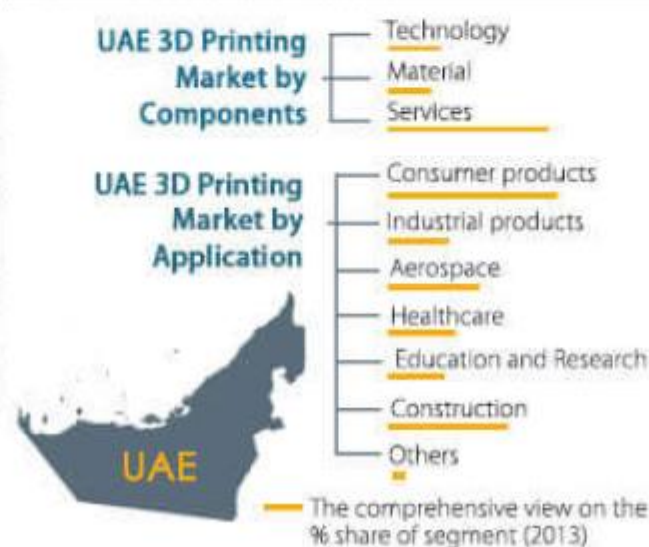 UAE 3D Printing
Market by
Components
Technology
Material
Services
UAE 3D Printing
Market by
Application
Consumer products
Industrial products
Aerospace
Healthcare
Education and Research
Construction
Others
UAE
The comprehensive view on the
% share of segment (2013)